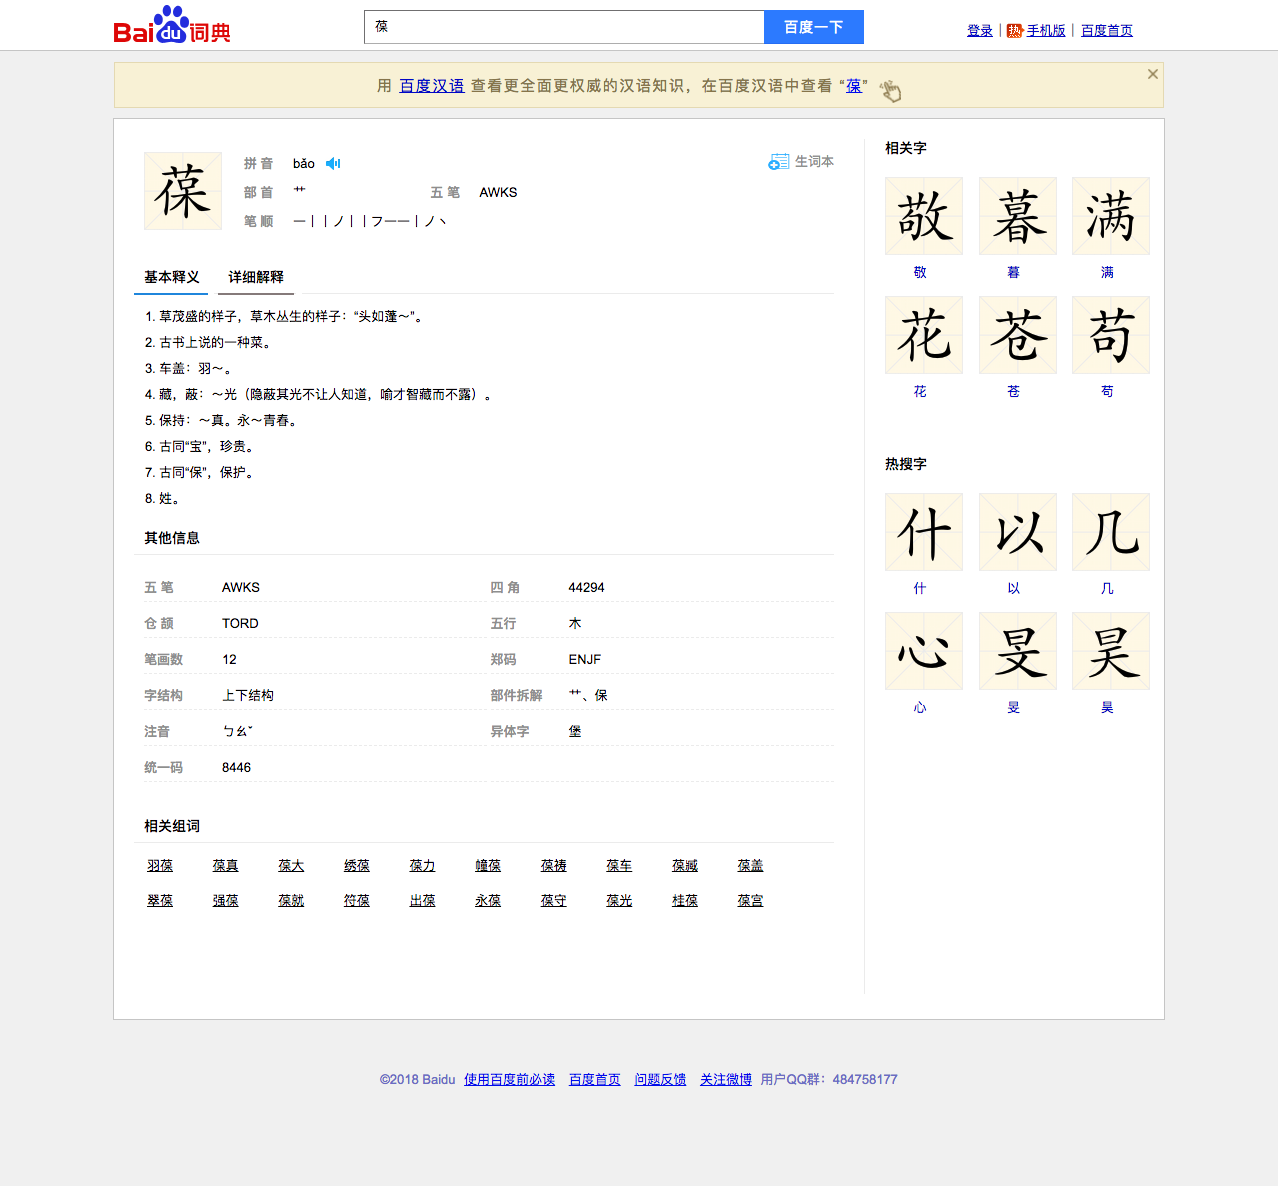 Bai du 词典
葆
百度一下
登录 | 热 手机版 | 百度首页
用 百度汉语 查看更全面更权威的汉语知识，在百度汉语中查看 “葆”
葆
拼 音 bǎo
生词本
部 首 艹 五 笔 AWKS
笔 顺 一丨丨ノ丨丨フ一一丨ノ丶
基本释义 详细解释
1. 草茂盛的样子，草木丛生的样子：“头如蓬～”。
2. 古书上说的一种菜。
3. 车盖：羽～。
4. 藏，蔽：～光（隐蔽其光不让人知道，喻才智藏而不露）。
5. 保持：～真。永～青春。
6. 古同“宝”，珍贵。
7. 古同“保”，保护。
8. 姓。
其他信息
五 笔 AWKS 四 角 44294
仓 颉 TORD 五行 木
笔画数 12 郑码 ENJF
字结构 上下结构 部件拆解 艹、保
注音 ㄅㄠˇ 异体字 堡
统一码 8446
相关组词
羽葆 葆真 葆大 绣葆 葆力 幢葆 葆祷 葆车 葆臧 葆盖
翠葆 强葆 葆就 符葆 出葆 永葆 葆守 葆光 桂葆 葆宫
相关字
敬 暮 满
敬 暮 满
花 苍 苟
花 苍 苟
热搜字
什 以 几
什 以 几
心 旻 昊
心 旻 昊
©2018 Baidu 使用百度前必读 百度首页 问题反馈 关注微博 用户QQ群：484758177